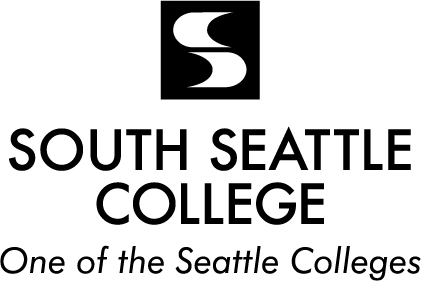 SOUTH SEATTLE
COLLEGE
One of the Seattle Colleges